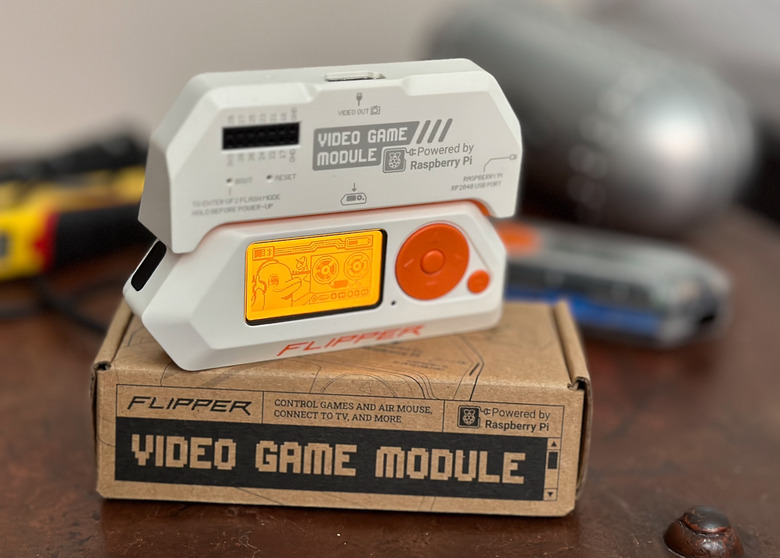 VIDEO OUT
VIDEO GAME
MODULE
Powered by
Raspberry Pi
BOOT
RESET
TO ENTER UF2 FLASH MODE
HOLD BEFORE POWER-UP
RASPBERRY PI
RP2040 USB PORT
FLIPPER
FLIPPER
CONTROL GAMES AND AIR MOUSE,
CONNECT TO TV, AND MORE
Powered by
Raspberry Pi
VIDEO GAME MODULE